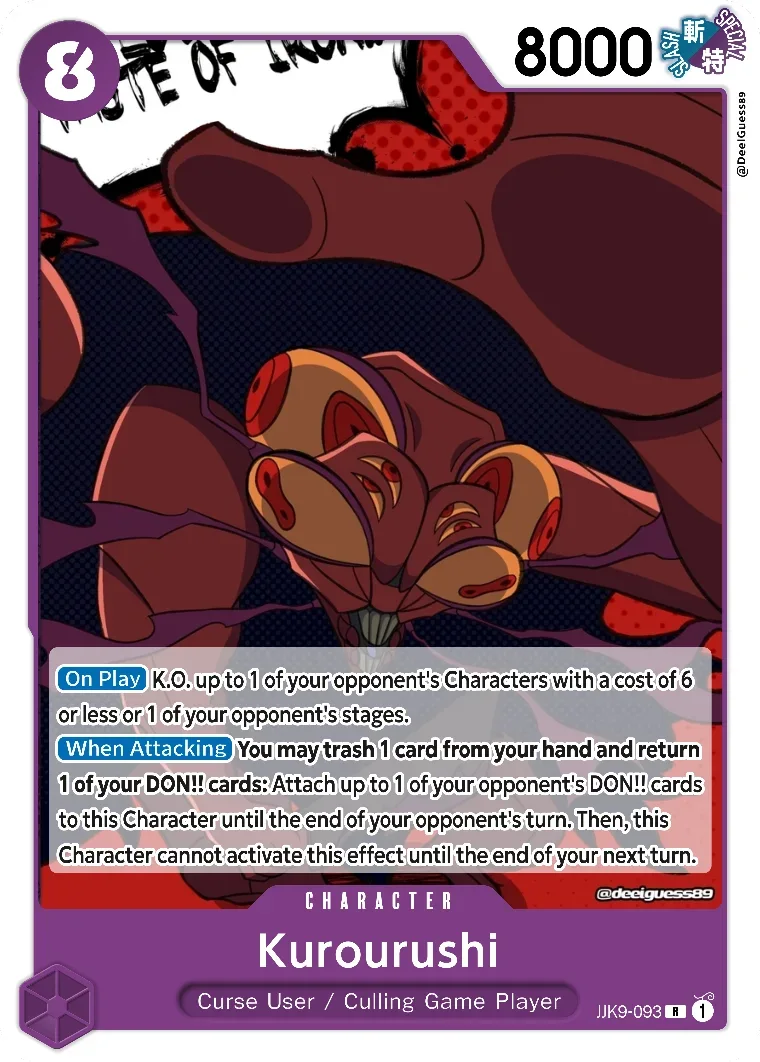 8
8000
SLASH 斬 特 SPECIAL
@DeeiGuess89
OF
On Play K.O. up to 1 of your opponent's Characters with a cost of 6
or less or 1 of your opponent's stages.
When Attacking You may trash 1 card from your hand and return
1 of your DON!! cards: Attach up to 1 of your opponent's DON!! cards
to this Character until the end of your opponent's turn. Then, this
Character cannot activate this effect until the end of your next turn.
@deeiguess89
CHARACTER
Kurourushi
Curse User / Culling Game Player
JJK9-093 R 1